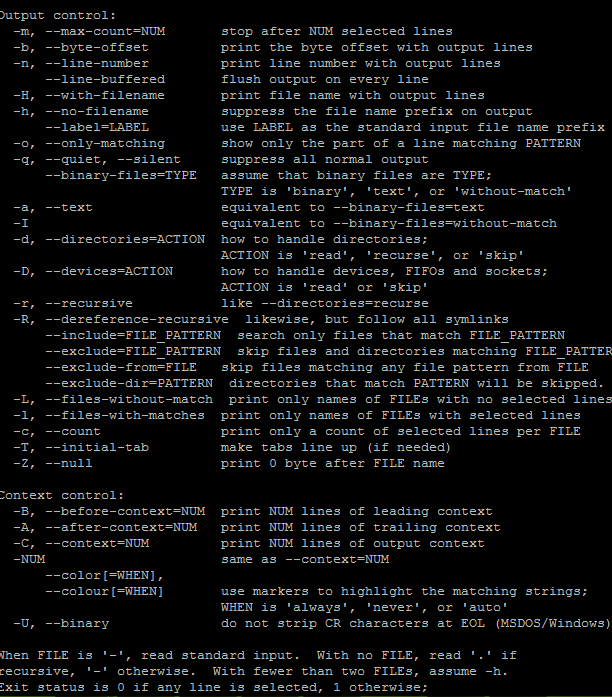 Output control:
  -m, --max-count=NUM       stop after NUM selected lines
  -b, --byte-offset         print the byte offset with output lines
  -n, --line-number         print line number with output lines
      --line-buffered       flush output on every line
  -H, --with-filename       print file name with output lines
  -h, --no-filename         suppress the file name prefix on output
      --label=LABEL         use LABEL as the standard input file name prefix
  -o, --only-matching       show only the part of a line matching PATTERN
  -q, --quiet, --silent     suppress all normal output
      --binary-files=TYPE   assume that binary files are TYPE;
                            TYPE is 'binary', 'text', or 'without-match'
  -a, --text                equivalent to --binary-files=text
  -I                        equivalent to --binary-files=without-match
  -d, --directories=ACTION  how to handle directories;
                            ACTION is 'read', 'recurse', or 'skip'
  -D, --devices=ACTION      how to handle devices, FIFOs and sockets;
                            ACTION is 'read' or 'skip'
  -r, --recursive           like --directories=recurse
  -R, --dereference-recursive  likewise, but follow all symlinks
      --include=FILE_PATTERN  search only files that match FILE_PATTERN
      --exclude=FILE_PATTERN  skip files and directories matching FILE_PATTER
      --exclude-from=FILE   skip files matching any file pattern from FILE
      --exclude-dir=PATTERN  directories that match PATTERN will be skipped.
  -L, --files-without-match  print only names of FILEs with no selected lines
  -l, --files-with-matches  print only names of FILEs with selected lines
  -c, --count               print only a count of selected lines per FILE
  -T, --initial-tab         make tabs line up (if needed)
  -Z, --null                print 0 byte after FILE name

Context control:
  -B, --before-context=NUM  print NUM lines of leading context
  -A, --after-context=NUM   print NUM lines of trailing context
  -C, --context=NUM         print NUM lines of output context
  -NUM                      same as --context=NUM
      --color[=WHEN],
      --colour[=WHEN]       use markers to highlight the matching strings;
                            WHEN is 'always', 'never', or 'auto'
  -U, --binary              do not strip CR characters at EOL (MSDOS/Windows)

When FILE is '-', read standard input.  With no FILE, read '.' if
recursive, '-' otherwise.  With fewer than two FILEs, assume -h.
Exit status is 0 if any line is selected, 1 otherwise;